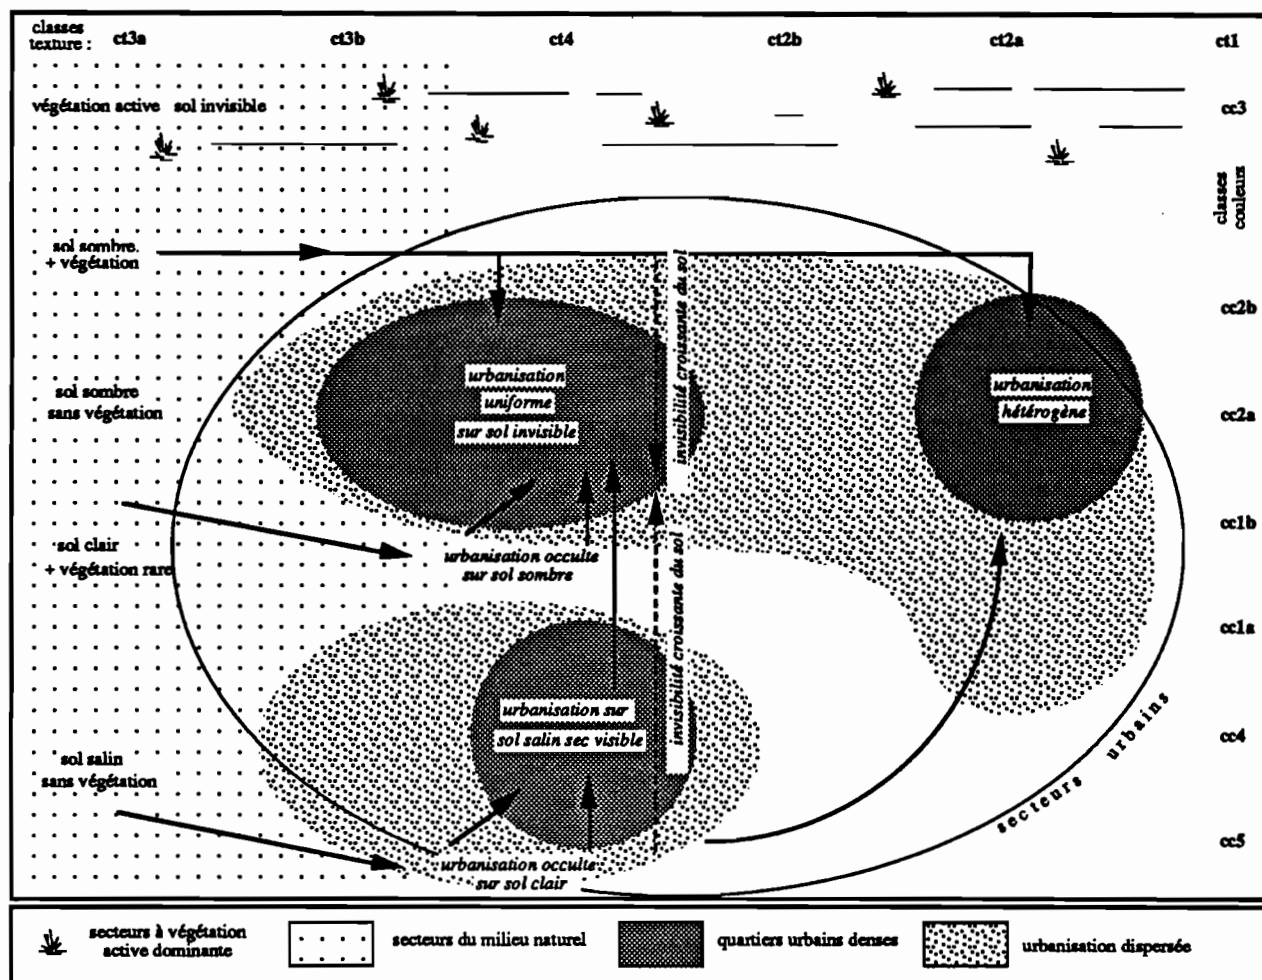 classes
texture :
ct3a
ct3b
ct4
ct2b
ct2a
ct1
végétation active sol invisible
cc3
classes
couleurs
sol sombre.
+ végétation
cc2b
invisibilité croissante du sol
urbanisation
uniforme
sur sol invisible
urbanisation
hétérogène
sol sombre
sans végétation
cc2a
cc1b
sol clair
+ végétation rare
urbanisation occulte
sur sol sombre
invisibilité croissante du sol
cc1a
urbanisation sur
sol salin sec visible
cc4
sol salin
sans végétation
secteurs urbains
cc5
urbanisation occulte
sur sol clair
secteurs à végétation
active dominante
secteurs du milieu naturel
quartiers urbains denses
urbanisation dispersée